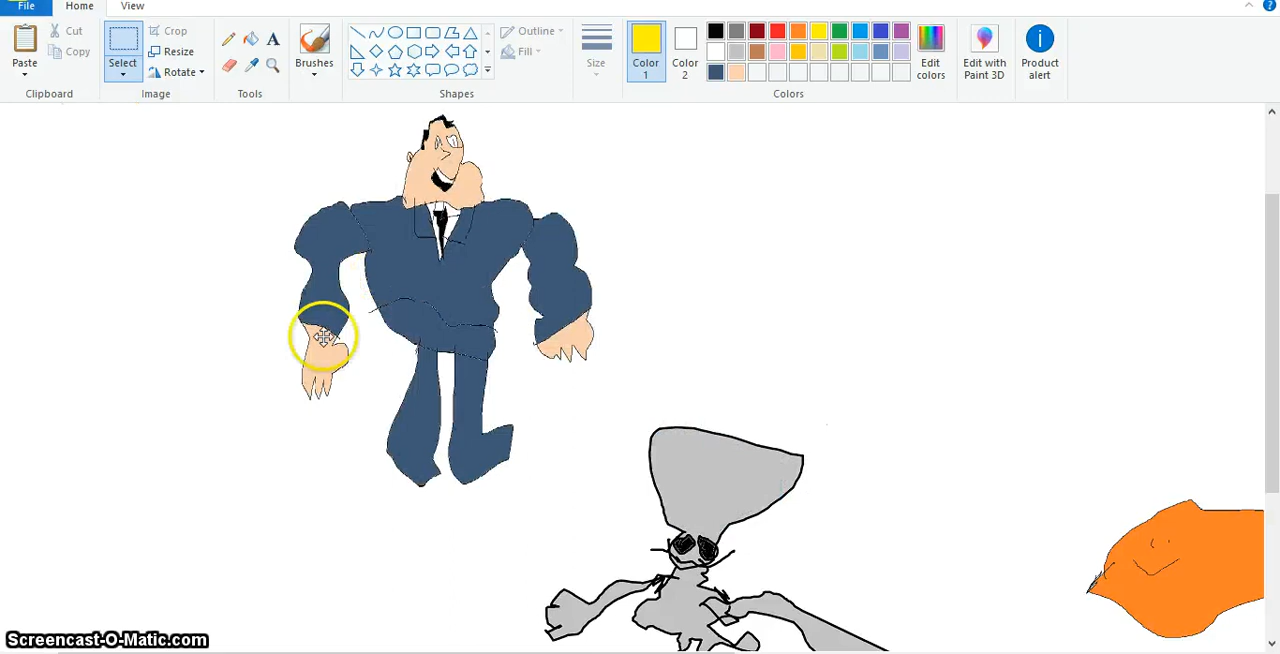 File Home View
Paste Cut Copy
Clipboard
Select Crop Resize Rotate
Image
A
Tools
Brushes
Outline Fill
Shapes
Size
Color 1 Color 2
Edit colors
Colors
Edit with Paint 3D
Product alert
Screencast-O-Matic.com